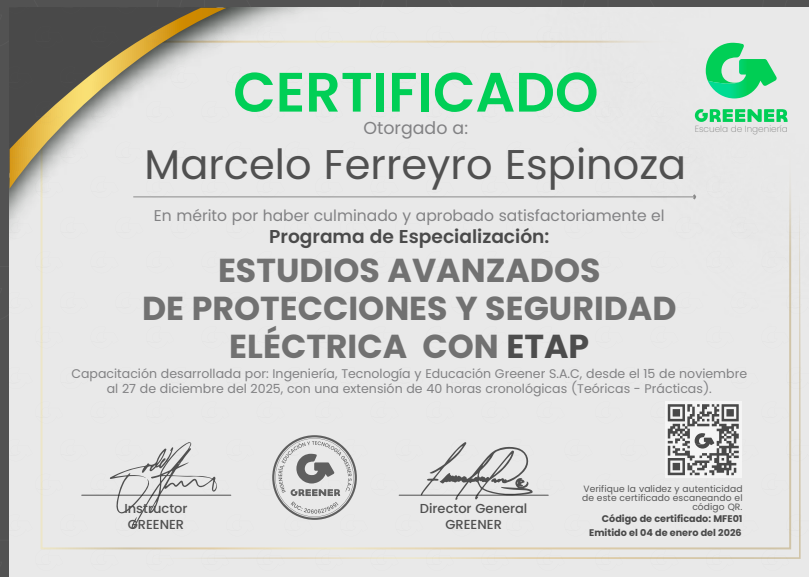 CERTIFICADO
GREENER
Escuela de Ingeniería
Otorgado a:
Marcelo Ferreyro Espinoza
En mérito por haber culminado y aprobado satisfactoriamente el
Programa de Especialización:
ESTUDIOS AVANZADOS
DE PROTECCIONES Y SEGURIDAD
ELÉCTRICA CON ETAP
Capacitación desarrollada por: Ingeniería, Tecnología y Educación Greener S.A.C, desde el 15 de noviembre
al 27 de diciembre del 2025, con una extensión de 40 horas cronológicas (Teóricas - Prácticas).
Instructor
GREENER
INGENIERÍA, EDUCACIÓN Y TECNOLOGÍA GREENER S.A.C.
GREENER
Director General
GREENER
Verifique la validez y autenticidad
de este certificado escaneando el
código QR.
Código de certificado: MFE01
Emitido el 04 de enero del 2026